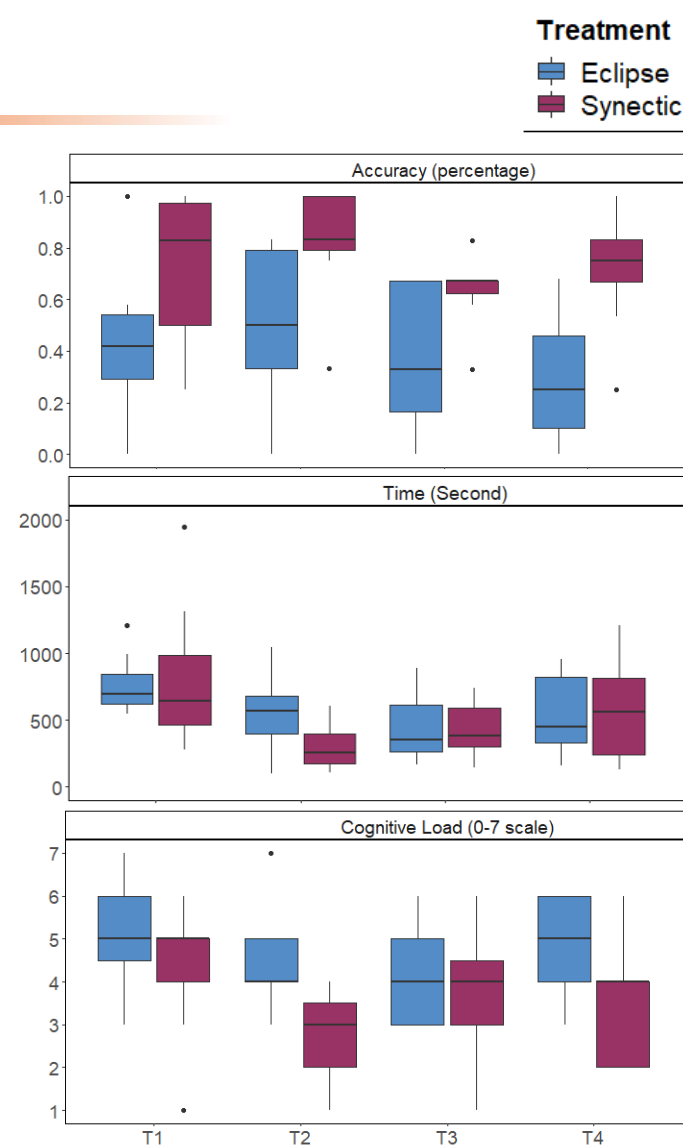 Treatment
Eclipse
Synectic
Accuracy (percentage)
1.0
0.8
0.6
0.4
0.2
0.0
Time (Second)
2000
1500
1000
500
0
Cognitive Load (0-7 scale)
7
6
5
4
3
2
1
T1 T2 T3 T4